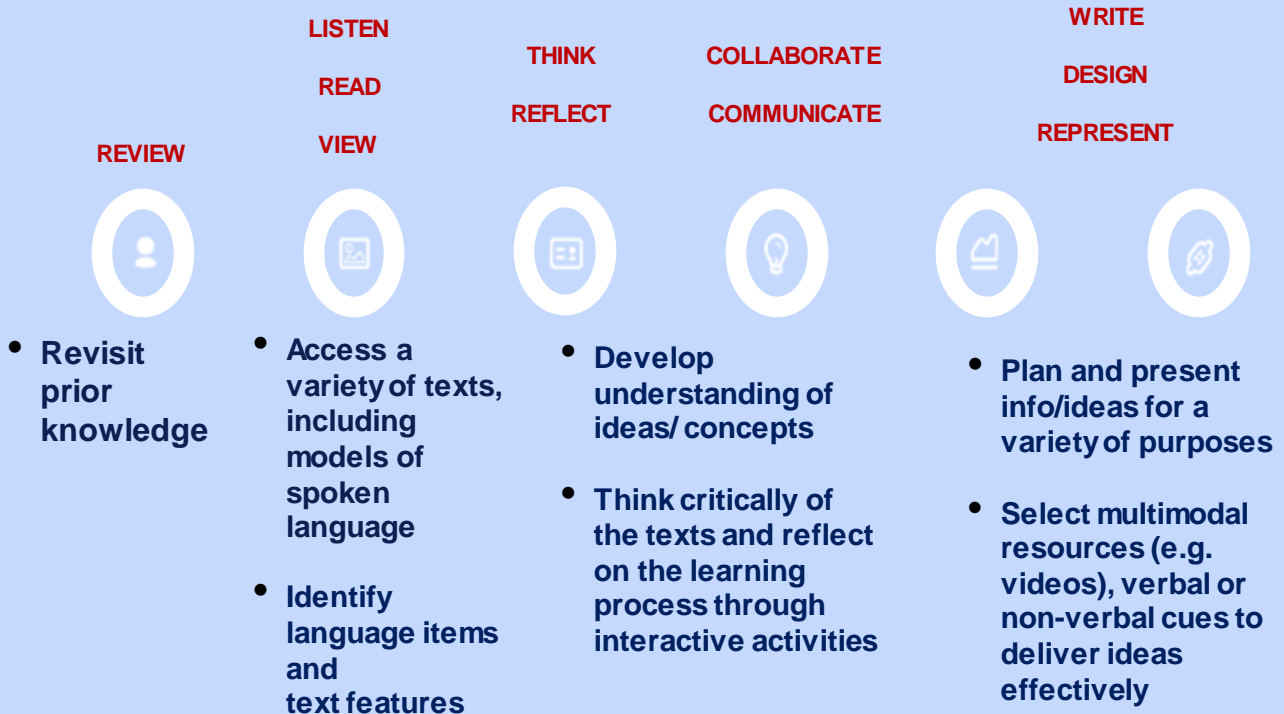 REVIEW
LISTEN
READ
VIEW
THINK
REFLECT
COLLABORATE
COMMUNICATE
WRITE
DESIGN
REPRESENT
• Revisit
prior
knowledge
• Access a
variety of texts,
including
models of
spoken
language
• Identify
language items
and
text features
• Develop
understanding of
ideas/ concepts
• Think critically of
the texts and reflect
on the learning
process through
interactive activities
• Plan and present
info/ideas for a
variety of purposes
• Select multimodal
resources (e.g.
videos), verbal or
non-verbal cues to
deliver ideas
effectively